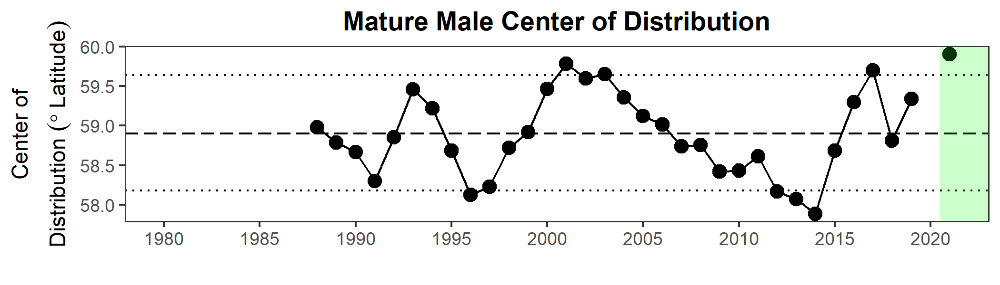 Mature Male Center of Distribution
Center of
Distribution (° Latitude)
60.0
59.5
59.0
58.5
58.0
1980 1985 1990 1995 2000 2005 2010 2015 2020